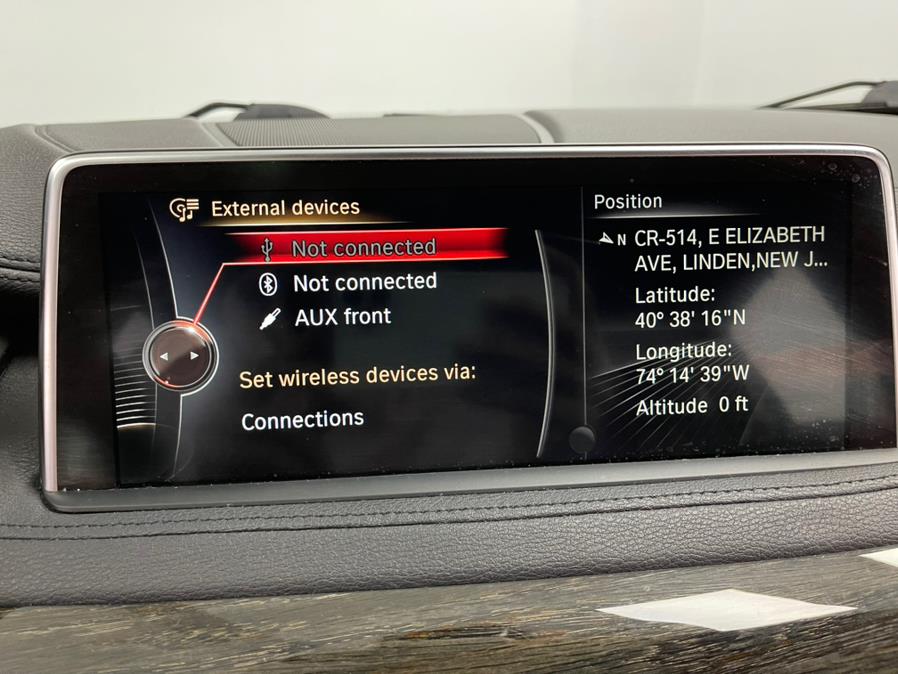 External devices
Not connected
Not connected
AUX front
Set wireless devices via:
Connections
Position
N CR-514, E ELIZABETH
AVE, LINDEN,NEW J...
Latitude:
40° 38' 16"N
Longitude:
74° 14' 39"W
Altitude 0 ft